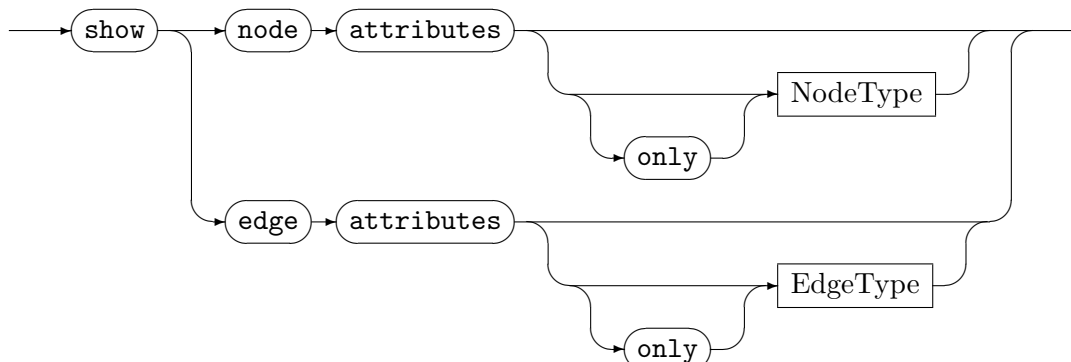 show node attributes
NodeType
only
edge attributes
EdgeType
only